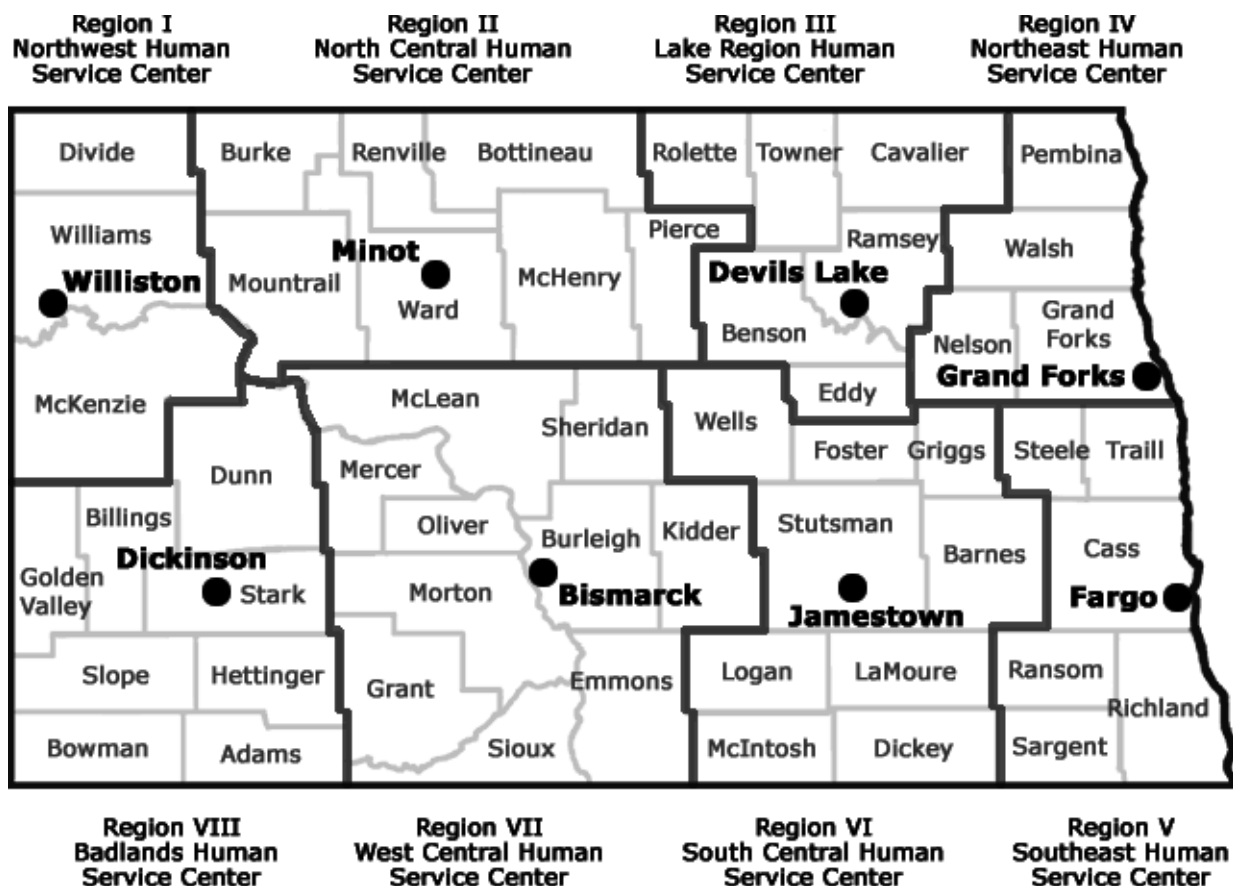 Region I
Northwest Human
Service Center
Region II
North Central Human
Service Center
Region III
Lake Region Human
Service Center
Region IV
Northeast Human
Service Center
Divide
Burke
Renville
Bottineau
Rolette
Towner
Cavalier
Pembina
Williams
Williston
Mountrail
Minot
Ward
McHenry
Pierce
Ramsey
Devils Lake
Benson
Walsh
Grand
Forks
Nelson
Grand Forks
McKenzie
McLean
Sheridan
Wells
Eddy
Foster
Griggs
Steele
Traill
Dunn
Mercer
Oliver
Billings
Dickinson
Golden
Valley
Stark
Morton
Burleigh
Bismarck
Kidder
Stutsman
Jamestown
Barnes
Cass
Fargo
Slope
Hettinger
Grant
Emmons
Logan
LaMoure
Ransom
Richland
Bowman
Adams
Sioux
McIntosh
Dickey
Sargent
Region VIII
Badlands Human
Service Center
Region VII
West Central Human
Service Center
Region VI
South Central Human
Service Center
Region V
Southeast Human
Service Center